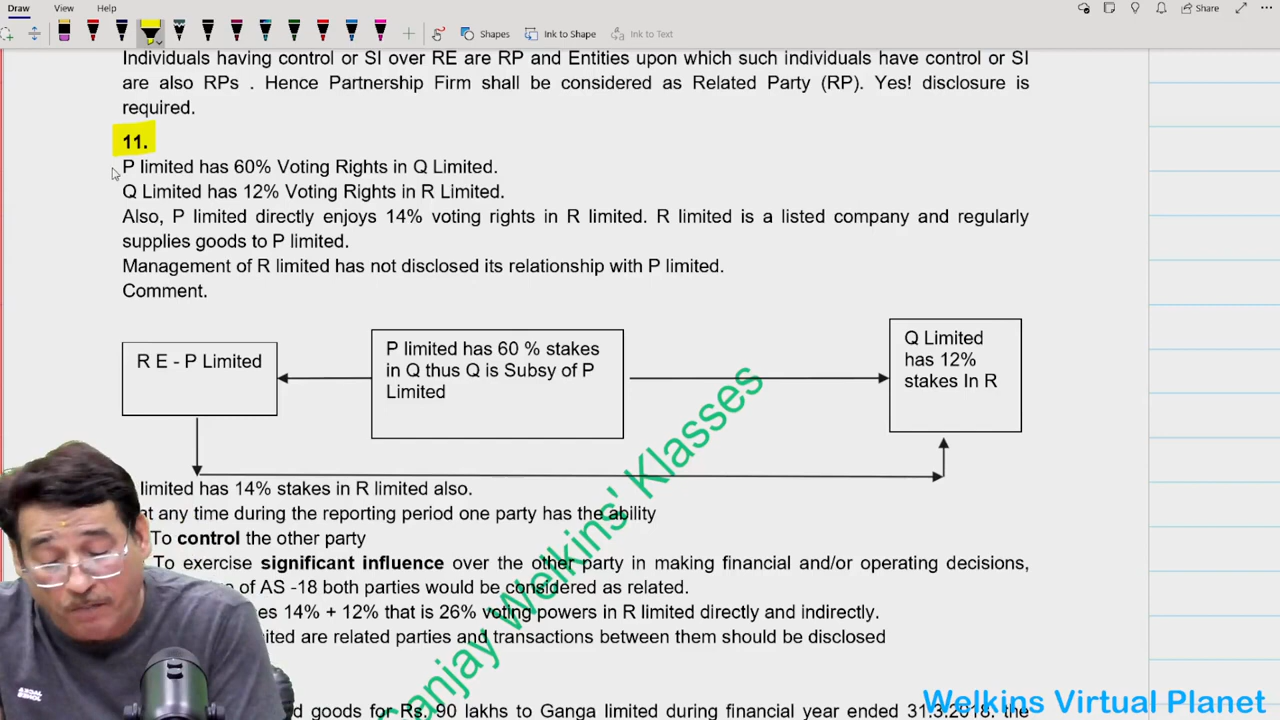 Draw View Help
Share
Shapes Ink to Shape Ink to Text
Individuals having control or SI over RE are RP and Entities upon which such individuals have control or SI
are also RPs . Hence Partnership Firm shall be considered as Related Party (RP). Yes! disclosure is
required.
11.
P limited has 60% Voting Rights in Q Limited.
Q Limited has 12% Voting Rights in R Limited.
Also, P limited directly enjoys 14% voting rights in R limited. R limited is a listed company and regularly
supplies goods to P limited.
Management of R limited has not disclosed its relationship with P limited.
Comment.
R E - P Limited
P limited has 60 % stakes
in Q thus Q is Subsy of P
Limited
Q Limited
has 12%
stakes In R
limited has 14% stakes in R limited also.
at any time during the reporting period one party has the ability
To control the other party
To exercise significant influence over the other party in making financial and/or operating decisions,
of AS -18 both parties would be considered as related.
14% + 12% that is 26% voting powers in R limited directly and indirectly.
are related parties and transactions between them should be disclosed
goods for Rs. 90 lakhs to Ganga limited during financial year ended 31.3.2018. the
Sanjay Welkins' Klasses
Welkins Virtual Planet